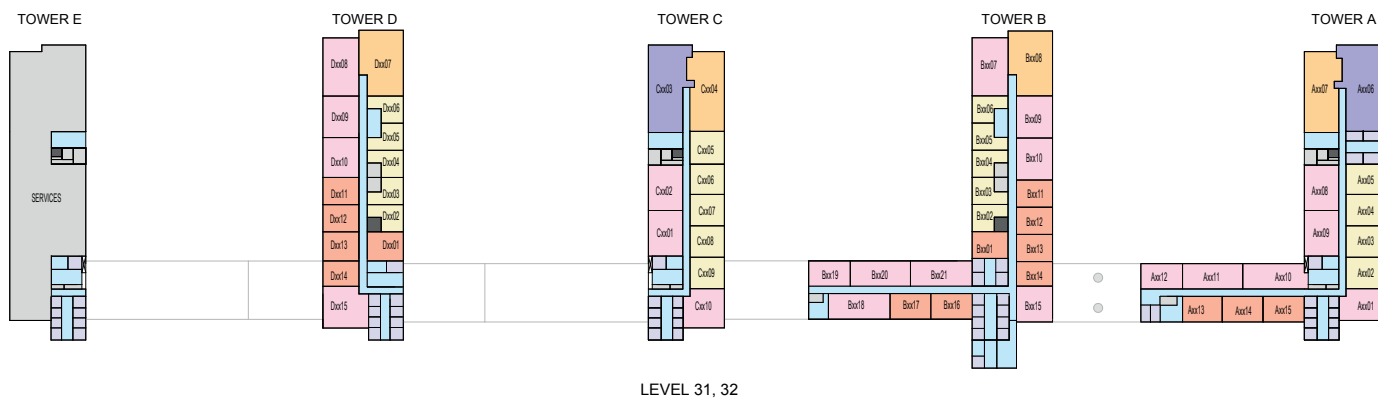 TOWER E
TOWER D
TOWER C
TOWER B
TOWER A
SERVICES
Dxx08
Dxx07
Dxx09
Dxx06
Dxx05
Dxx10
Dxx04
Dxx11
Dxx03
Dxx12
Dxx02
Dxx13
Dxx01
Dxx14
Dxx15
Cxx03
Cxx04
Cxx05
Cxx02
Cxx06
Cxx07
Cxx01
Cxx08
Cxx09
Cxx10
Bxx07
Bxx08
Bxx06
Bxx09
Bxx05
Bxx10
Bxx04
Bxx03
Bxx11
Bxx02
Bxx12
Bxx01
Bxx13
Bxx19
Bxx20
Bxx21
Bxx14
Bxx18
Bxx17
Bxx16
Bxx15
Axx07
Axx06
Axx05
Axx08
Axx04
Axx09
Axx03
Axx12
Axx11
Axx10
Axx02
Axx13
Axx14
Axx15
Axx01
LEVEL 31, 32